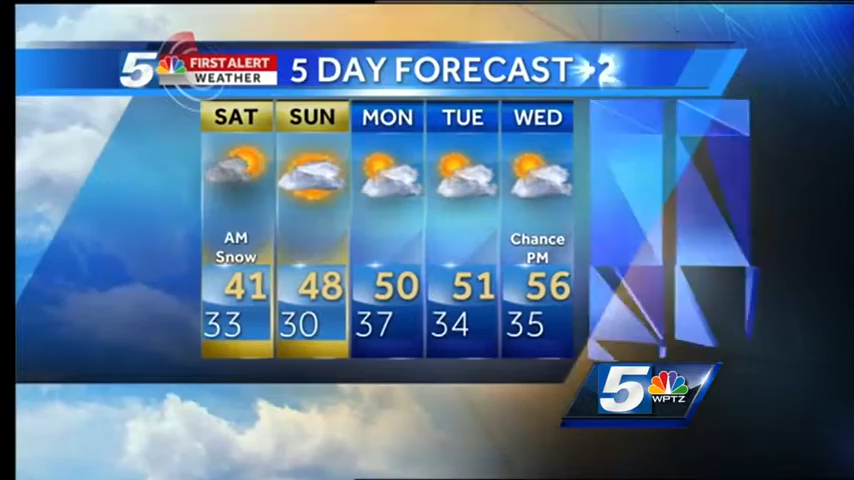 5 FIRST ALERT WEATHER 5 DAY FORECAST +2
SAT SUN MON TUE WED
AM Snow Chance PM
41 48 50 51 56
33 30 37 34 35
5 WPTZ